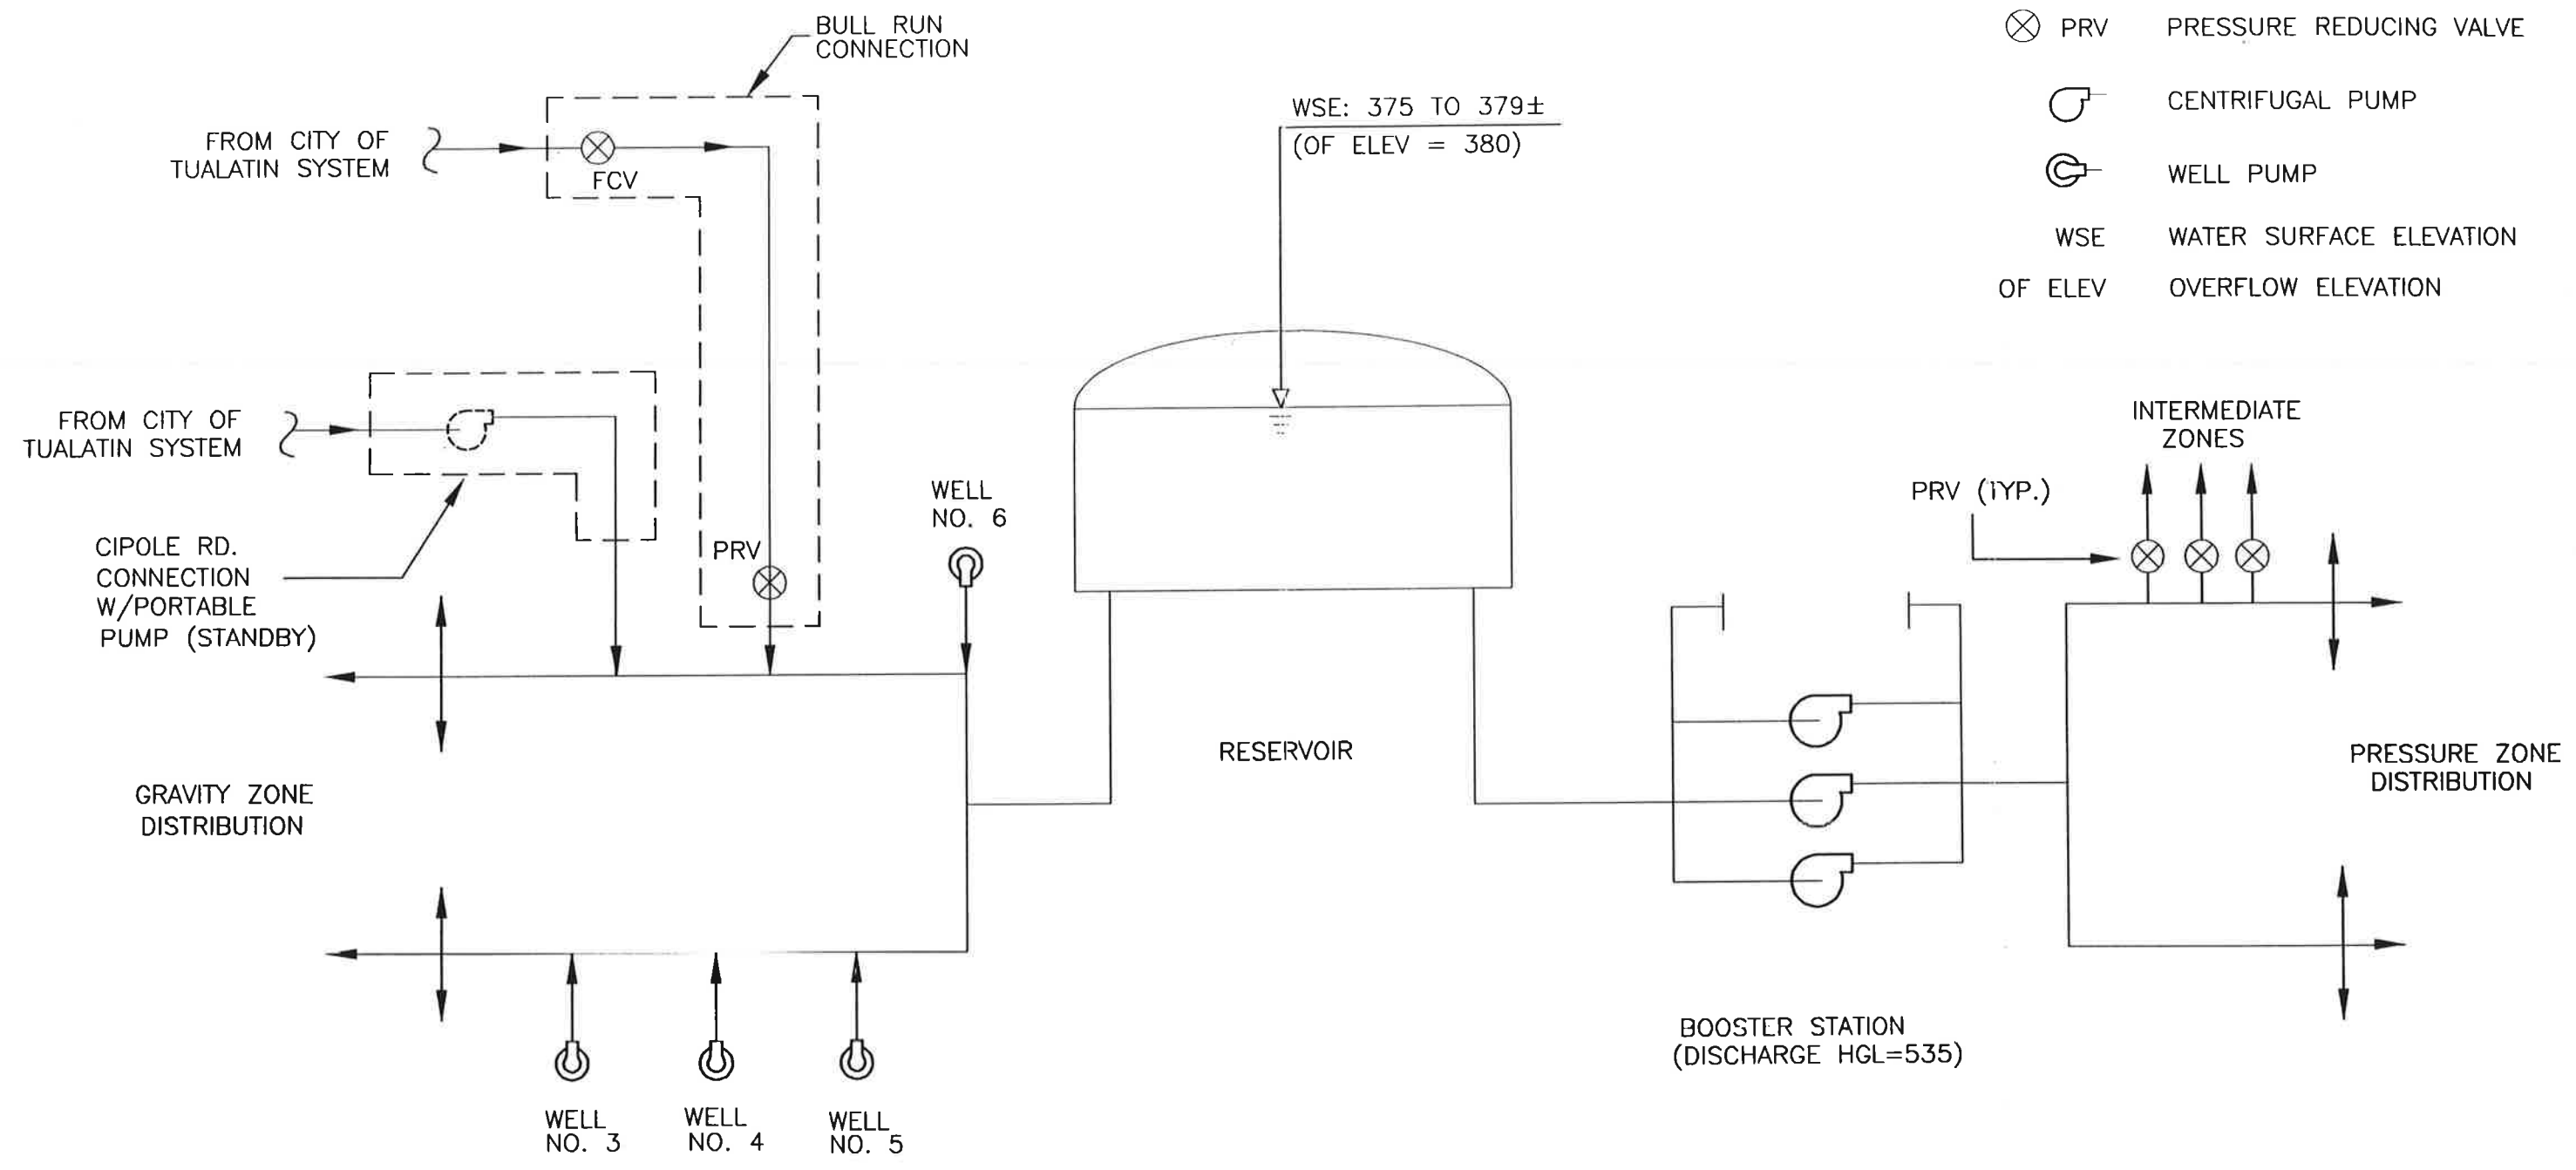 BULL RUN
CONNECTION
FROM CITY OF
TUALATIN SYSTEM
FCV
WSE: 375 TO 379±
(OF ELEV = 380)
PRV PRESSURE REDUCING VALVE
CENTRIFUGAL PUMP
WELL PUMP
WSE WATER SURFACE ELEVATION
OF ELEV OVERFLOW ELEVATION
FROM CITY OF
TUALATIN SYSTEM
CIPOLE RD.
CONNECTION
W/PORTABLE
PUMP (STANDBY)
PRV
WELL
NO. 6
INTERMEDIATE
ZONES
PRV (TYP.)
GRAVITY ZONE
DISTRIBUTION
RESERVOIR
PRESSURE ZONE
DISTRIBUTION
BOOSTER STATION
(DISCHARGE HGL=535)
WELL
NO. 3
WELL
NO. 4
WELL
NO. 5